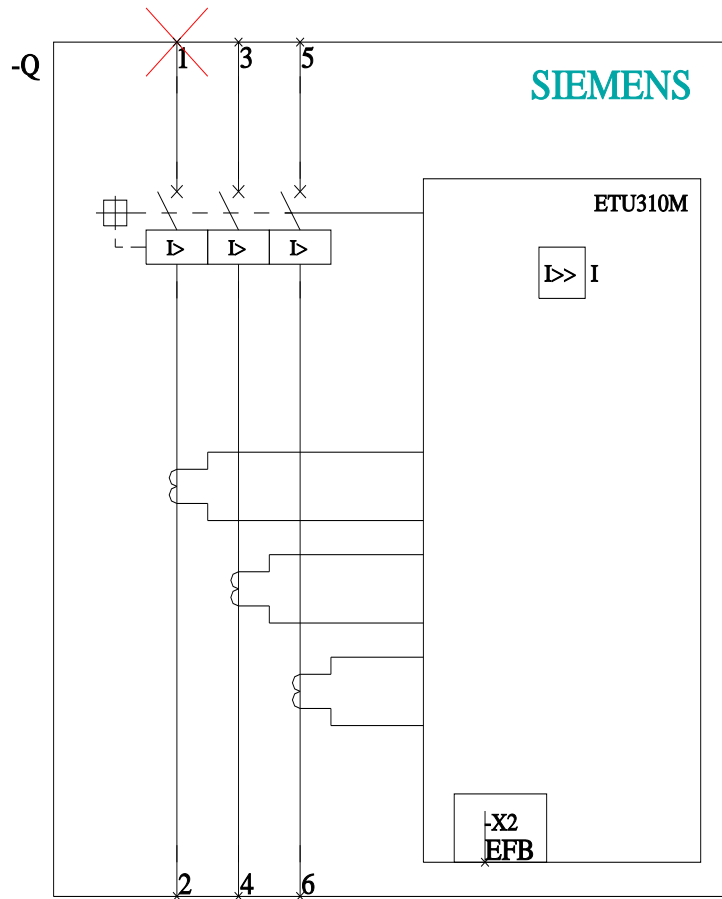 1 3 5
-Q
SIEMENS
ETU310M
I> I> I>
I>> I
-X2
EFB
2 4 6